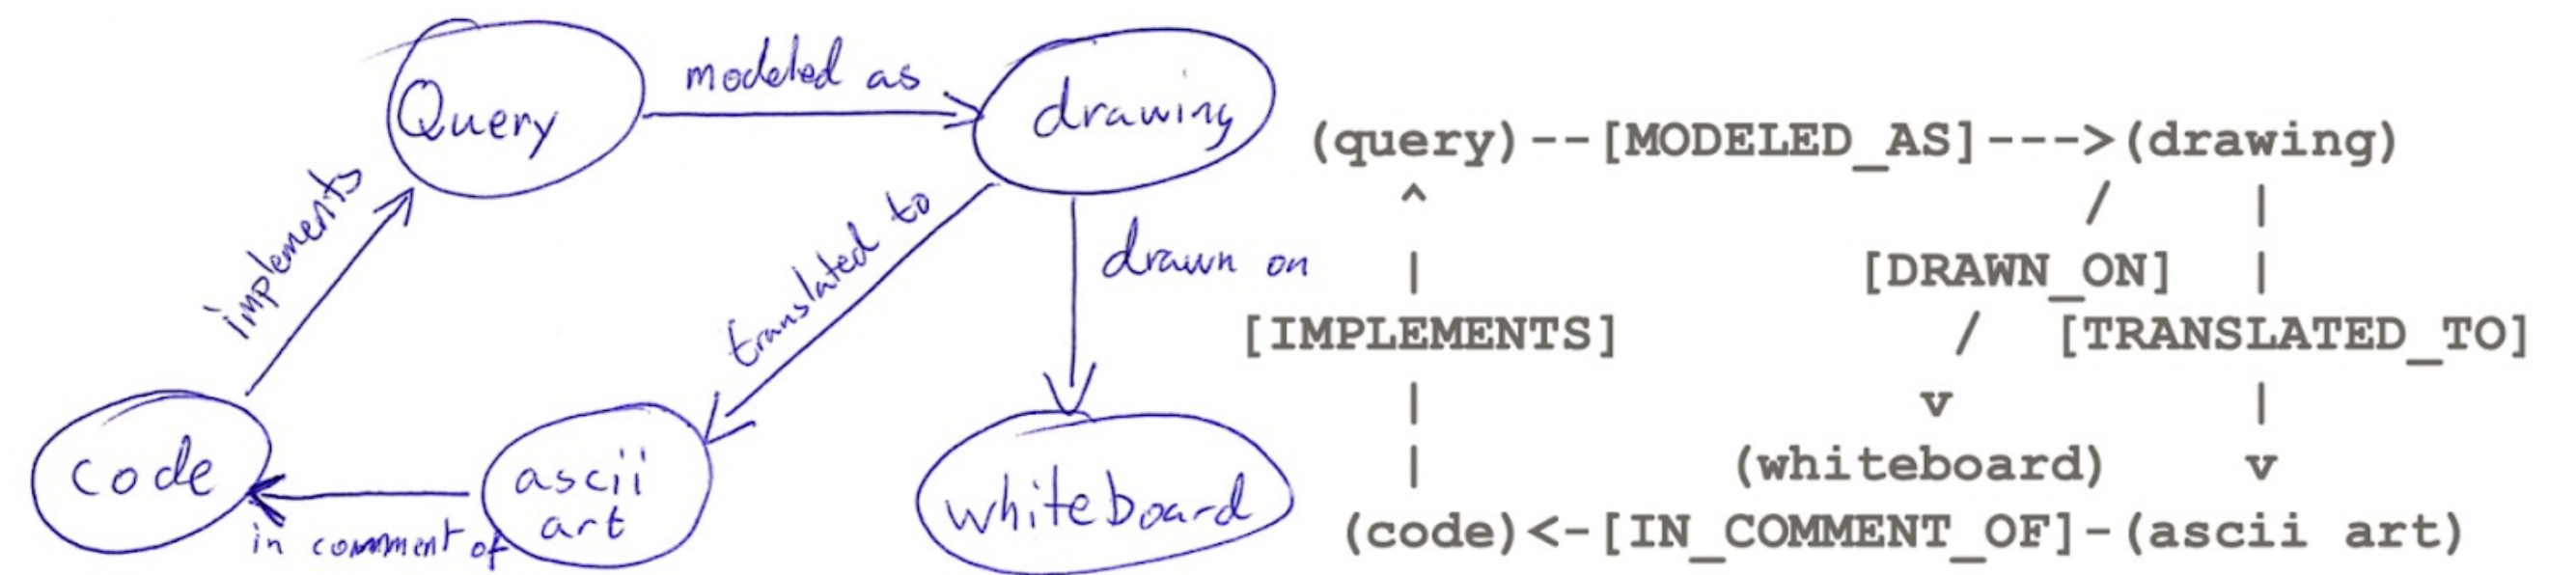 Query
modeled as
drawing
implements
translated to
drawn on
code
in comment of
ascii
art
whiteboard
(query)--[MODELED_AS]--->(drawing)
^ / |
| [DRAWN_ON] |
[IMPLEMENTS] / [TRANSLATED_TO]
| v |
| (whiteboard) v
(code)<-[IN_COMMENT_OF]-(ascii art)